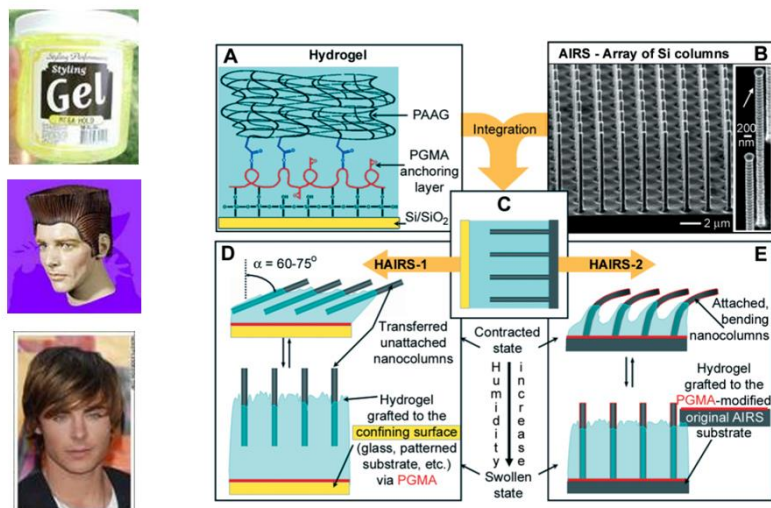 Styling
Gel
MEGA HOLD
A
Hydrogel
PAAG
PGMA
anchoring
layer
Si/SiO2
Integration
AIRS - Array of Si columns
B
200
nm
2 μm
C
D
HAIRS-1
HAIRS-2
E
α = 60-75°
Transferred
unattached
nanocolumns
Hydrogel
grafted to the
confining surface
(glass, patterned
substrate, etc.)
via PGMA
Contracted
state
Humidity
increase
Swollen
state
Attached,
bending
nanocolumns
Hydrogel
grafted to the
PGMA-modified
original AIRS
substrate